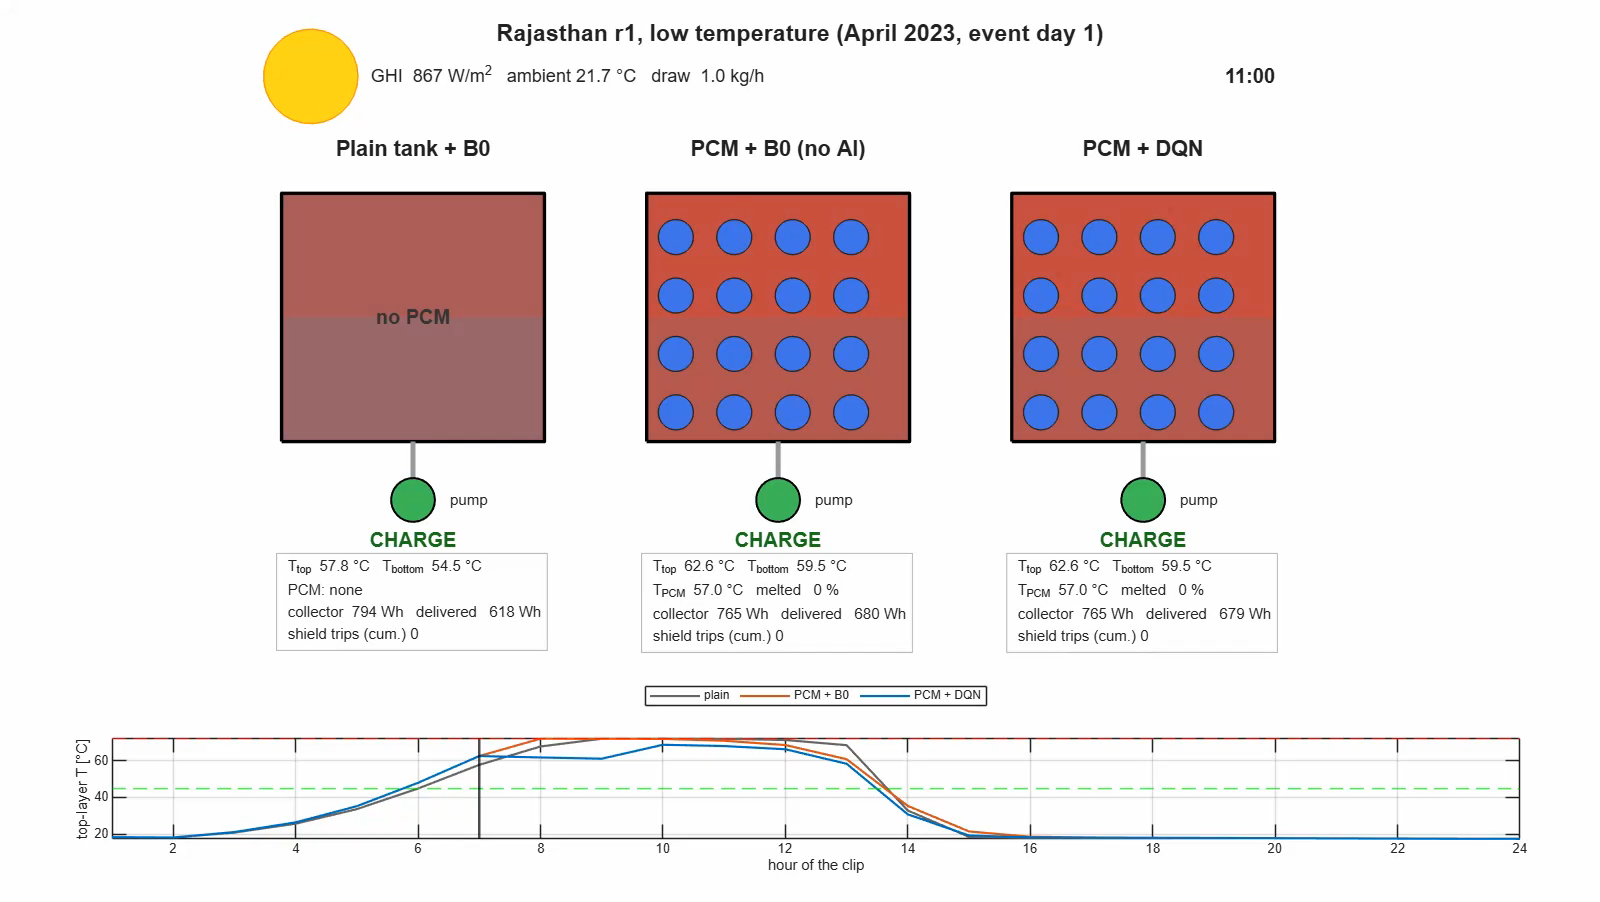 Rajasthan r1, low temperature (April 2023, event day 1)
GHI 867 W/m² ambient 21.7 °C draw 1.0 kg/h
11:00
Plain tank + B0
PCM + B0 (no AI)
PCM + DQN
no PCM
pump
pump
pump
CHARGE
CHARGE
CHARGE
Ttop 57.8 °C Tbottom 54.5 °C
PCM: none
collector 794 Wh delivered 618 Wh
shield trips (cum.) 0
Ttop 62.6 °C Tbottom 59.5 °C
TPCM 57.0 °C melted 0 %
collector 765 Wh delivered 680 Wh
shield trips (cum.) 0
Ttop 62.6 °C Tbottom 59.5 °C
TPCM 57.0 °C melted 0 %
collector 765 Wh delivered 679 Wh
shield trips (cum.) 0
plain PCM + B0 PCM + DQN
top-layer T [°C]
60
40
20
2 4 6 8 10 12 14 16 18 20 22 24
hour of the clip